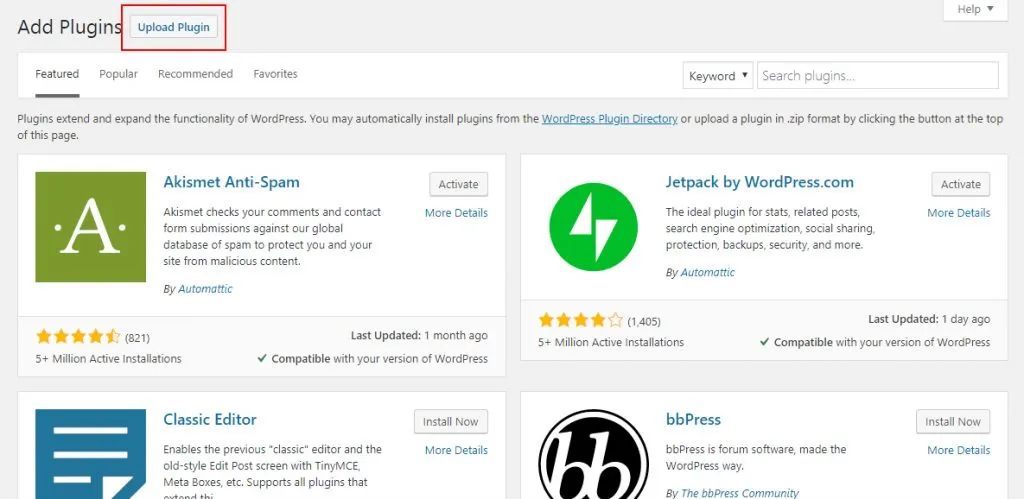 Add Plugins Upload Plugin
Help ▼
Featured Popular Recommended Favorites
Keyword ▼ Search plugins...
Plugins extend and expand the functionality of WordPress. You may automatically install plugins from the WordPress Plugin Directory or upload a plugin in .zip format by clicking the button at the top
of this page.
·A·
Akismet Anti-Spam
Activate
More Details
Akismet checks your comments and contact
form submissions against our global
database of spam to protect you and your
site from malicious content.
By Automattic
(821)
Last Updated: 1 month ago
5+ Million Active Installations
✓ Compatible with your version of WordPress
Jetpack by WordPress.com
Activate
More Details
The ideal plugin for stats, related posts,
search engine optimization, social sharing,
protection, backups, security, and more.
By Automattic
(1,405)
Last Updated: 1 day ago
5+ Million Active Installations
✓ Compatible with your version of WordPress
Classic Editor
Install Now
More Details
Enables the previous "classic" editor and the
old-style Edit Post screen with TinyMCE,
Meta Boxes, etc. Supports all plugins that
extend thi
bb
bbPress
Install Now
More Details
bbPress is forum software, made the
WordPress way.
By The bbPress Community